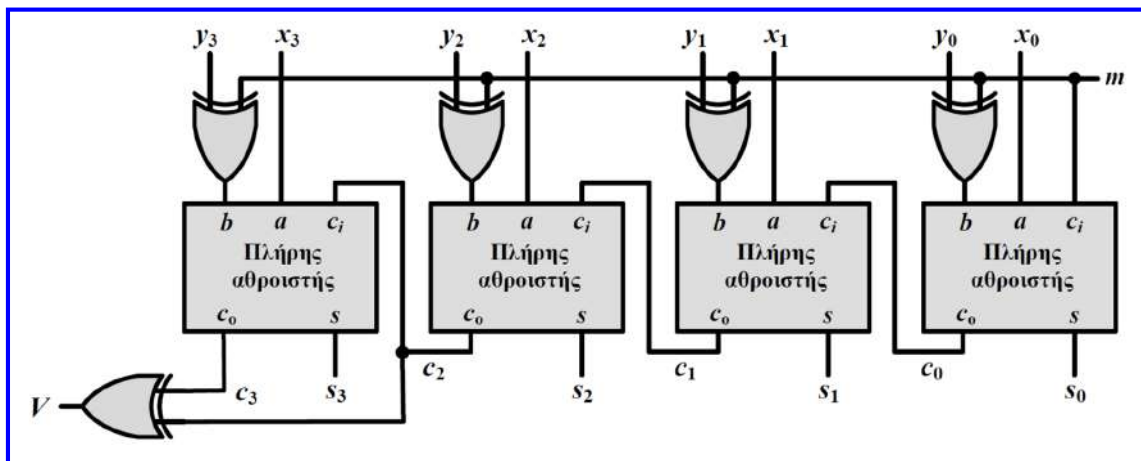 y3 x3 y2 x2 y1 x1 y0 x0
m
b a ci b a ci b a ci b a ci
Πλήρης Πλήρης Πλήρης Πλήρης
αθροιστής αθροιστής αθροιστής αθροιστής
co s co s co s co s
c3 s3 c2 s2 c1 s1 c0 s0
V